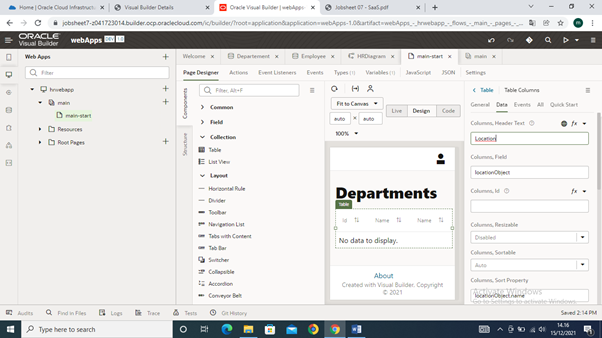 Home | Oracle Cloud Infrastruct
Visual Builder Details
Oracle Visual Builder | webApps
Jobsheet 07 - SaaS.pdf
jobsheet7-z041723014.builder.ocp.oraclecloud.com/ic/builder/?root=application&application=webApps-1.0&artifact=webApps_-_hrwebapp_-_flows_-_main_-_pages_-_...
ORACLE
Visual Builder
webApps DEV 1.0
Web Apps
Filter
hrwebapp
main
main-start
Resources
Root Pages
Welcome
Departement
Employee
HRDiagram
main-start
main
Page Designer Actions Event Listeners Events Types (1) Variables (1) JavaScript JSON Settings
Components
Structure
Filter, Alt+F
Common
Field
Collection
Table
List View
Layout
Horizontal Rule
Divider
Toolbar
Navigation List
Tabs with Content
Tab Bar
Switcher
Collapsible
Accordion
Conveyor Belt
Fit to Canvas
Live Design Code
auto × auto
100%
Departments
Table
Id Name Name
No data to display.
About
Created with Visual Builder. Copyright
© 2021
Table Table Columns
General Data Events All Quick Start
Columns, Header Text
Location
Columns, Field
locationObject
Columns, Id
Columns, Resizable
Disabled
Columns, Sortable
Auto
Columns, Sort Property
locationObject.name
Activate Windows
Go to Settings to activate Windows.
Audits Find in Files Logs Trace Tests Git History
Saved 2:14 PM
Type here to search
14.16
15/12/2021